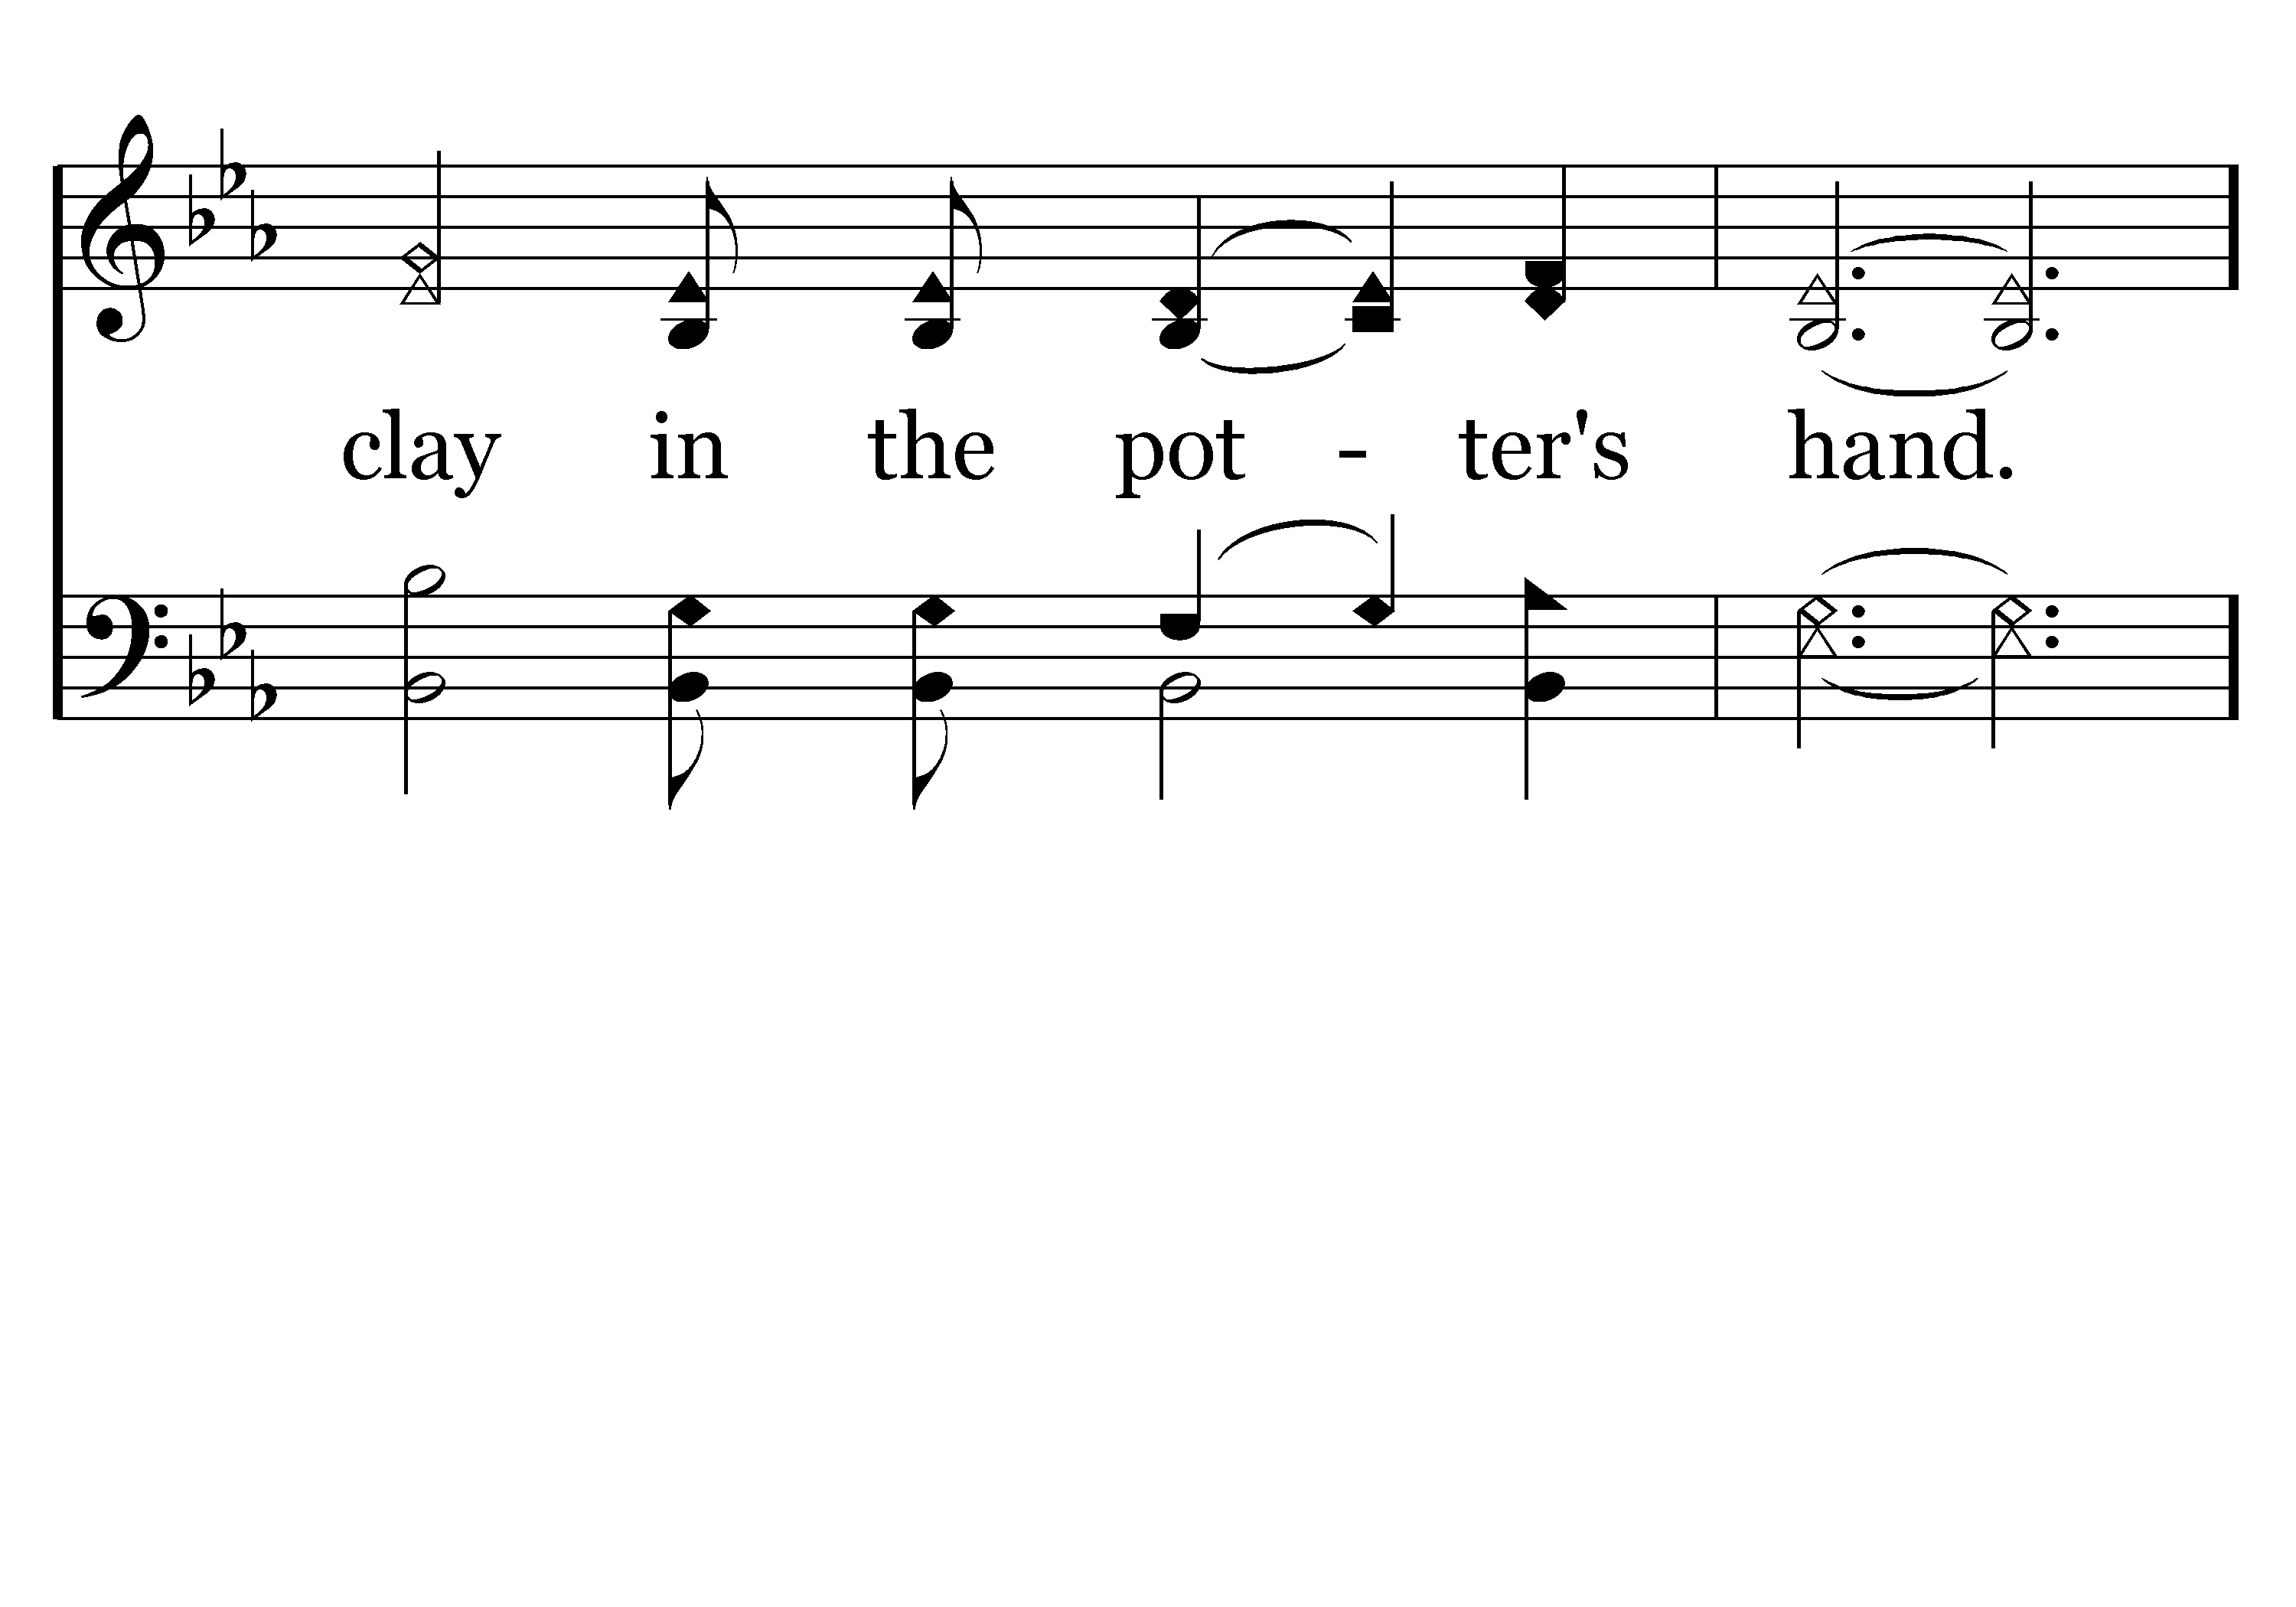 clay in the pot - ter's hand.